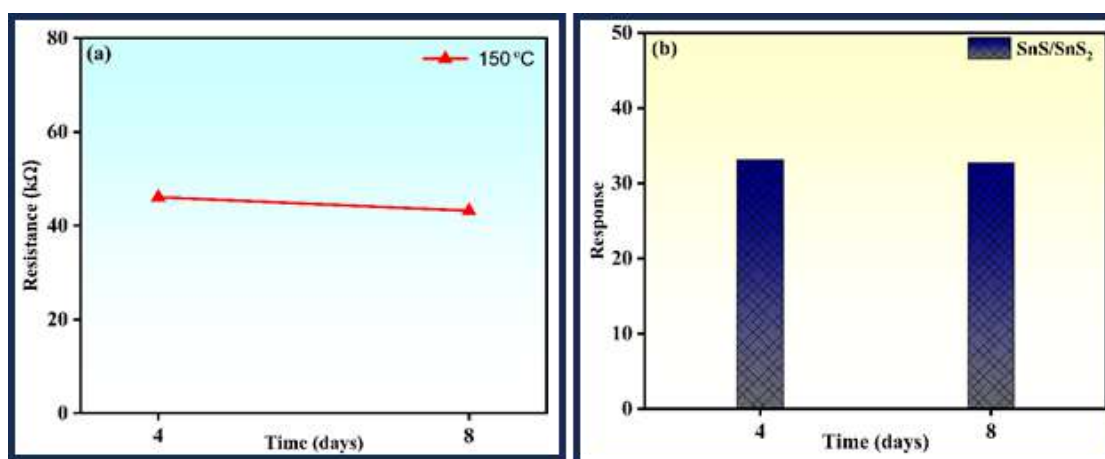 (a)
150 °C
80
60
40
20
0
Resistance (kΩ)
4
8
Time (days)
(b)
SnS/SnS₂
50
40
30
20
10
0
Response
4
8
Time (days)